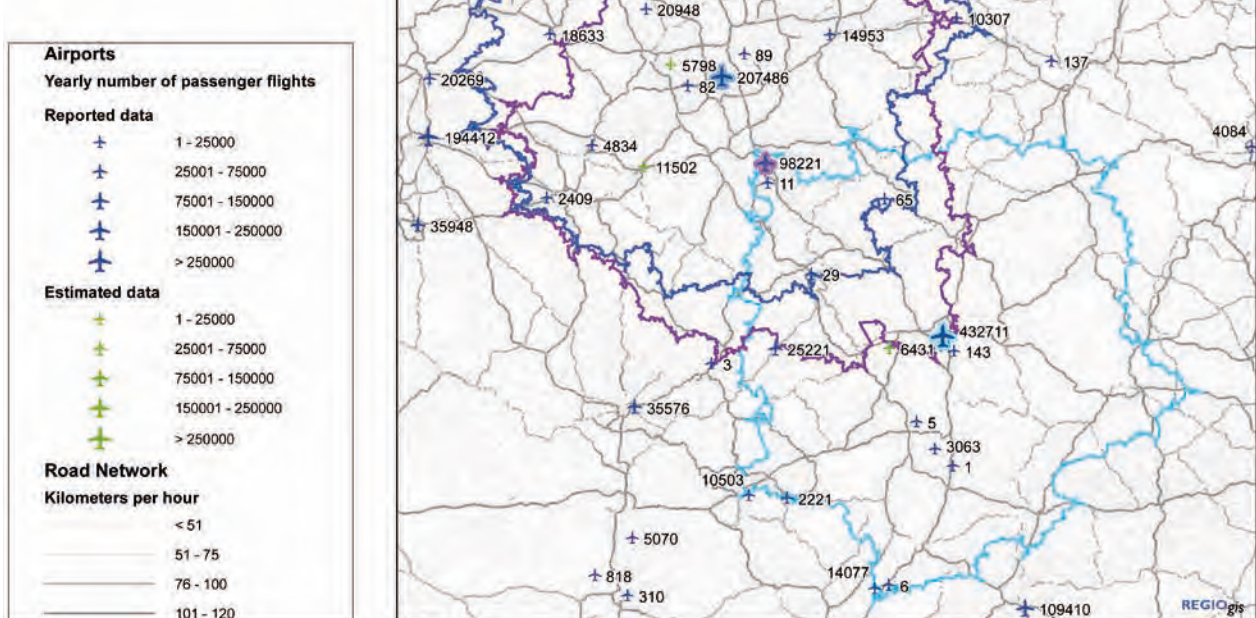 Airports
Yearly number of passenger flights
Reported data
1 - 25000
25001 - 75000
75001 - 150000
150001 - 250000
> 250000
Estimated data
1 - 25000
25001 - 75000
75001 - 150000
150001 - 250000
> 250000
Road Network
Kilometers per hour
< 51
51 - 75
76 - 100
101 - 120
20948
10307
18633
14953
89
137
5798
207486
20269
82
194412
4084
4834
11502
98221
11
2409
65
35948
29
432711
25221
6431
143
3
35576
5
3063
1
10503
2221
5070
14077
818
6
310
109410
REGIOgis